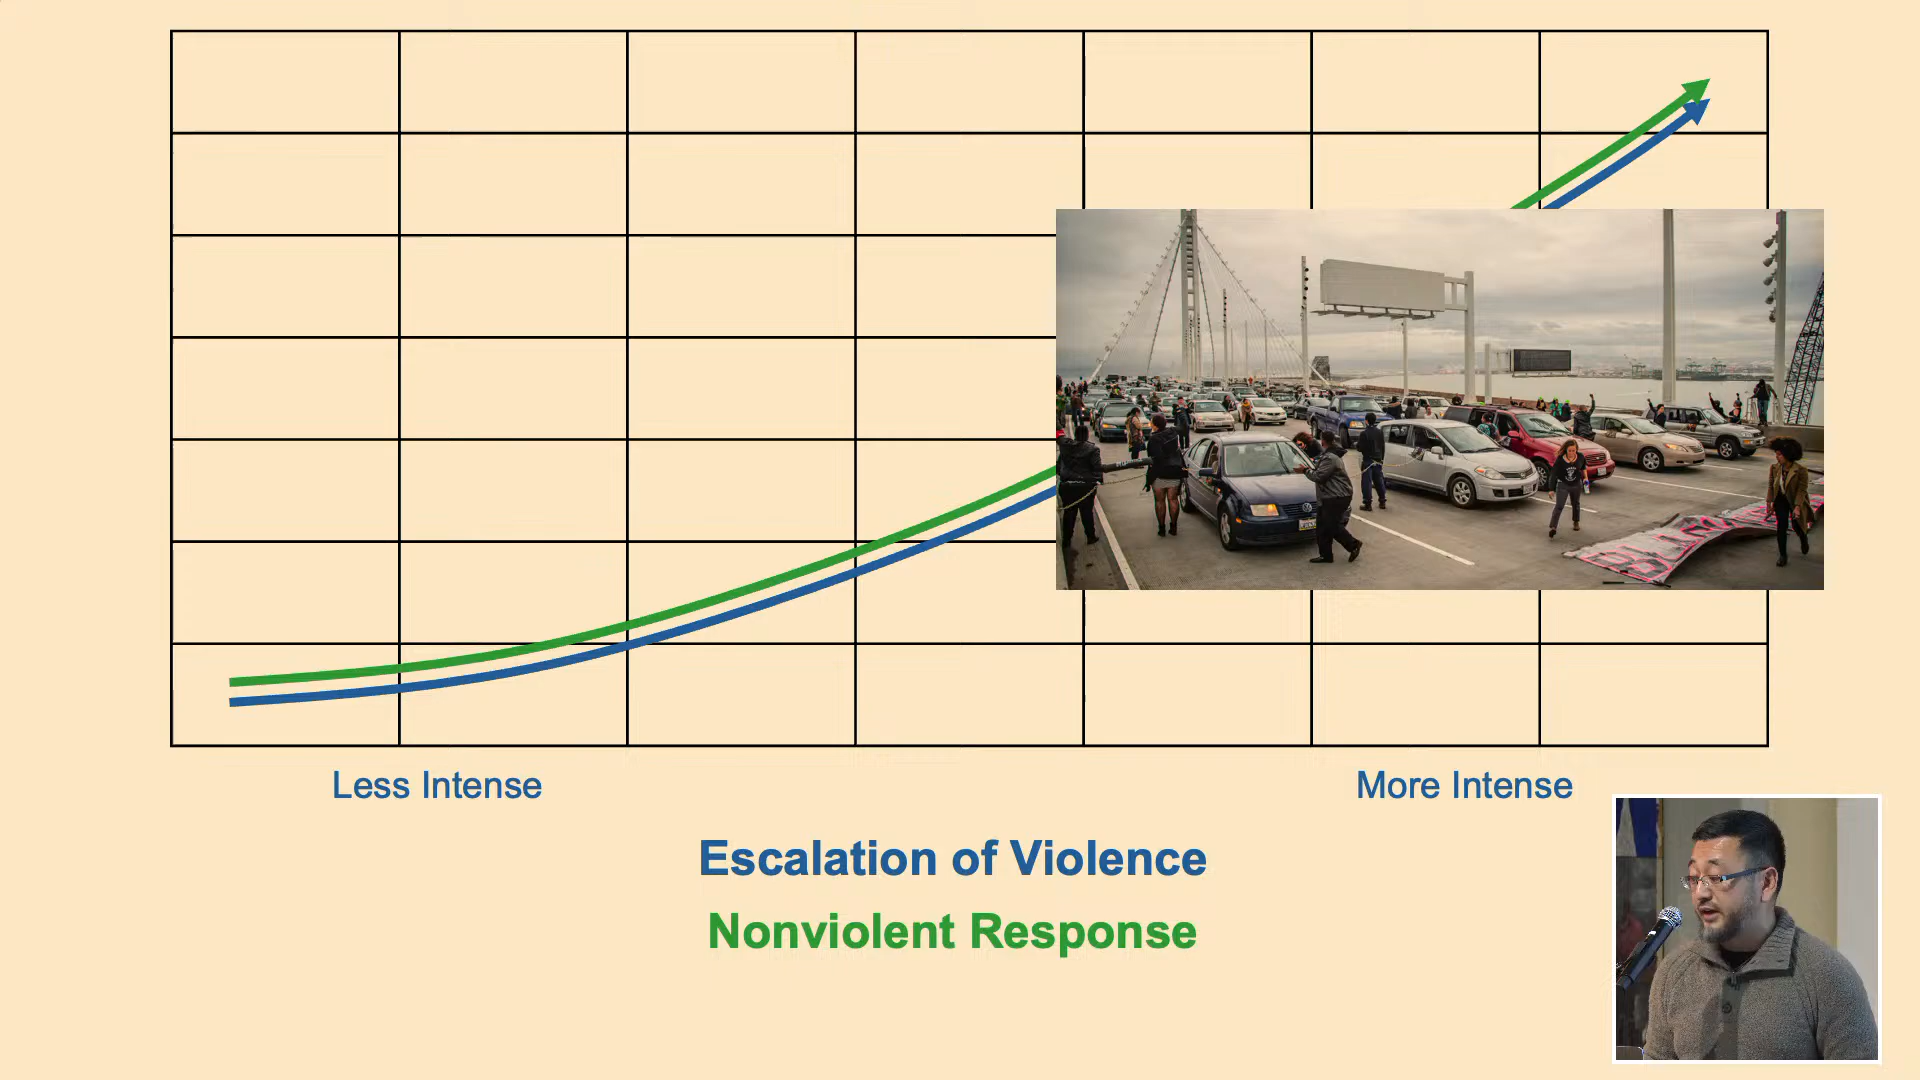 Less Intense
More Intense
Escalation of Violence
Nonviolent Response